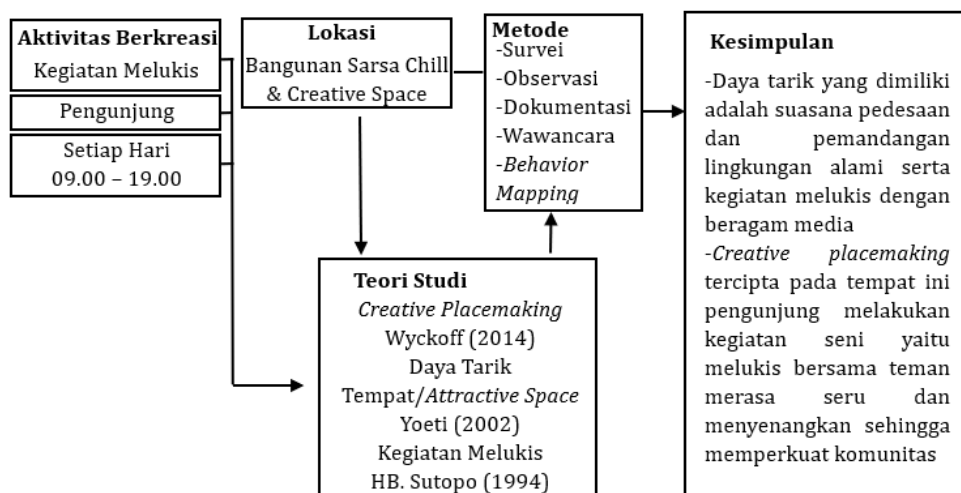 Aktivitas Berkreasi
Kegiatan Melukis
Pengunjung
Setiap Hari
09.00 – 19.00
Lokasi
Bangunan Sarsa Chill
& Creative Space
Metode
-Survei
-Observasi
-Dokumentasi
-Wawancara
-Behavior
Mapping
Teori Studi
Creative Placemaking
Wyckoff (2014)
Daya Tarik
Tempat/Attractive Space
Yoeti (2002)
Kegiatan Melukis
HB. Sutopo (1994)
Kesimpulan
-Daya tarik yang dimiliki
adalah suasana pedesaan
dan pemandangan
lingkungan alami serta
kegiatan melukis dengan
beragam media
-Creative placemaking
tercipta pada tempat ini
pengunjung melakukan
kegiatan seni yaitu
melukis bersama teman
merasa seru dan
menyenangkan sehingga
memperkuat komunitas